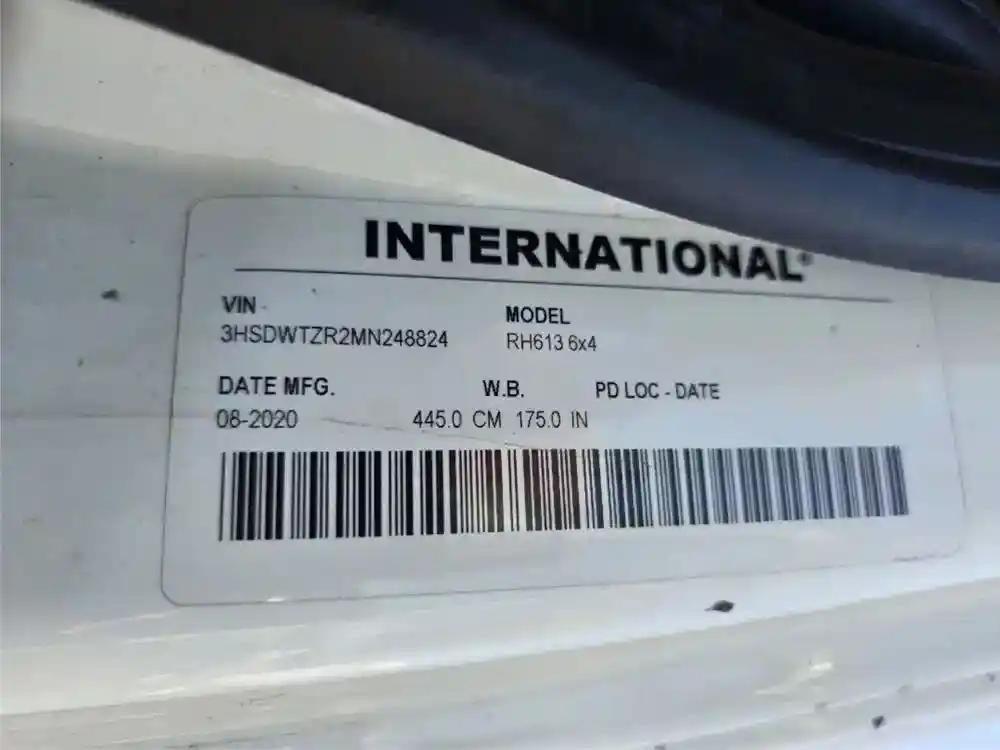 INTERNATIONAL®
VIN MODEL
3HSDWTZR2MN248824 RH613 6x4
DATE MFG. W.B. PD LOC - DATE
08-2020 445.0 CM 175.0 IN